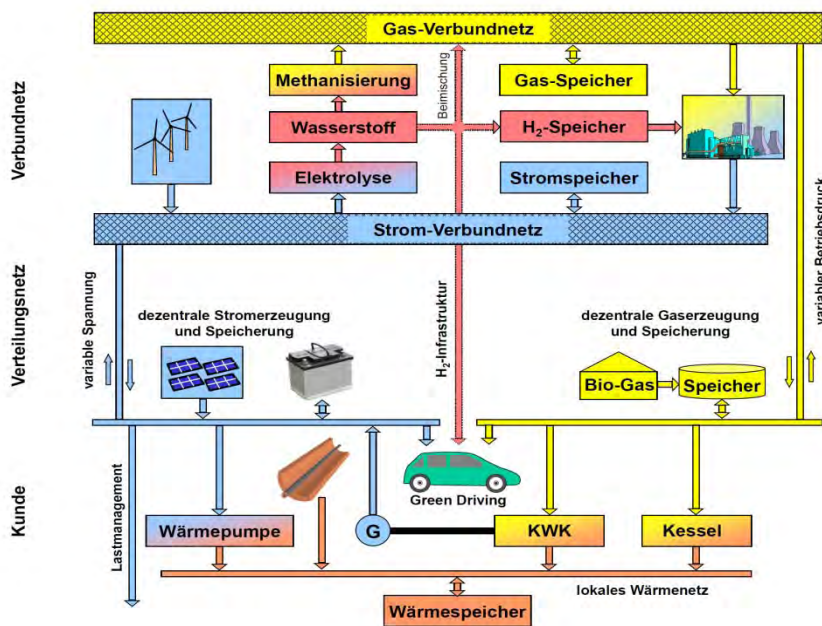 Gas-Verbundnetz
Methanisierung
Beimischung
Gas-Speicher
Wasserstoff
H₂-Speicher
Elektrolyse
Stromspeicher
Strom-Verbundnetz
Verbundnetz
variable Spannung
dezentrale Stromerzeugung
und Speicherung
H₂-Infrastruktur
dezentrale Gaserzeugung
und Speicherung
variabler Betriebsdruck
Bio-Gas
Speicher
Verteilungsnetz
Lastmanagement
Green Driving
Wärmepumpe
G
KWK
Kessel
lokales Wärmenetz
Wärmespeicher
Kunde